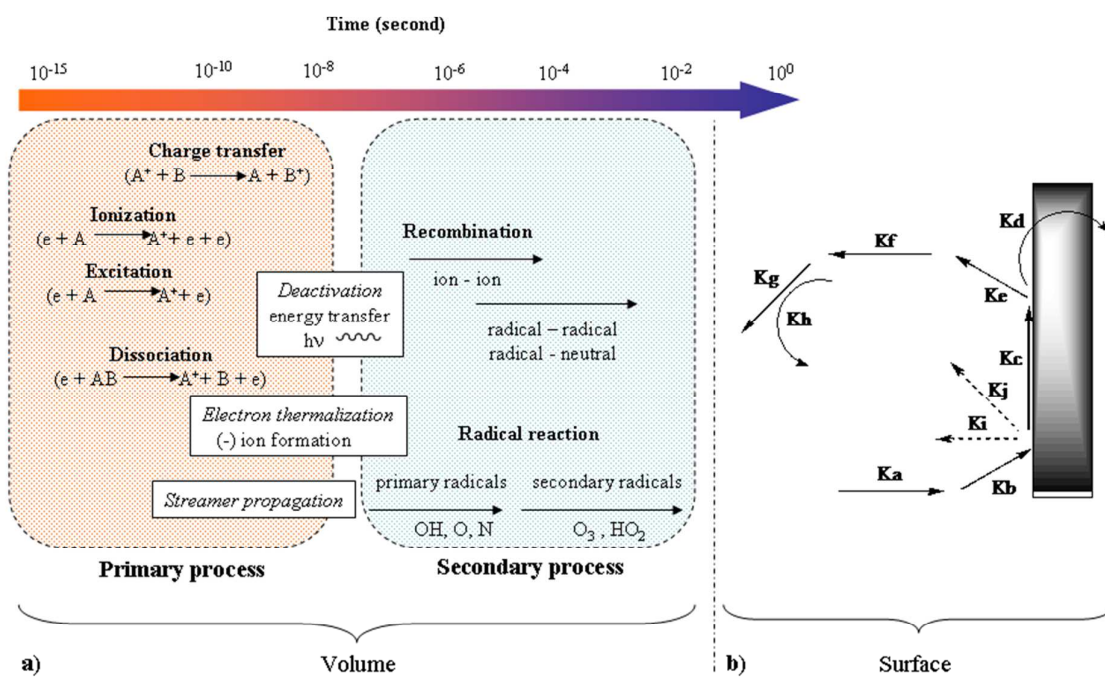 Time (second)
10-15 10-10 10-8 10-6 10-4 10-2 100
Charge transfer
(A+ + B → A + B+)
Ionization
(e + A → A+ + e + e)
Excitation
(e + A → A+ + e)
Dissociation
(e + AB → A+ + B + e)
Deactivation
energy transfer
hν
Electron thermalization
(-) ion formation
Streamer propagation
Recombination
ion - ion
radical – radical
radical - neutral
Radical reaction
primary radicals secondary radicals
OH, O, N O3 , HO2
Primary process Secondary process
a) Volume
Kd
Kf
Kg
Ke
Kh
Kc
Kj
Ki
Ka
Kb
b) Surface